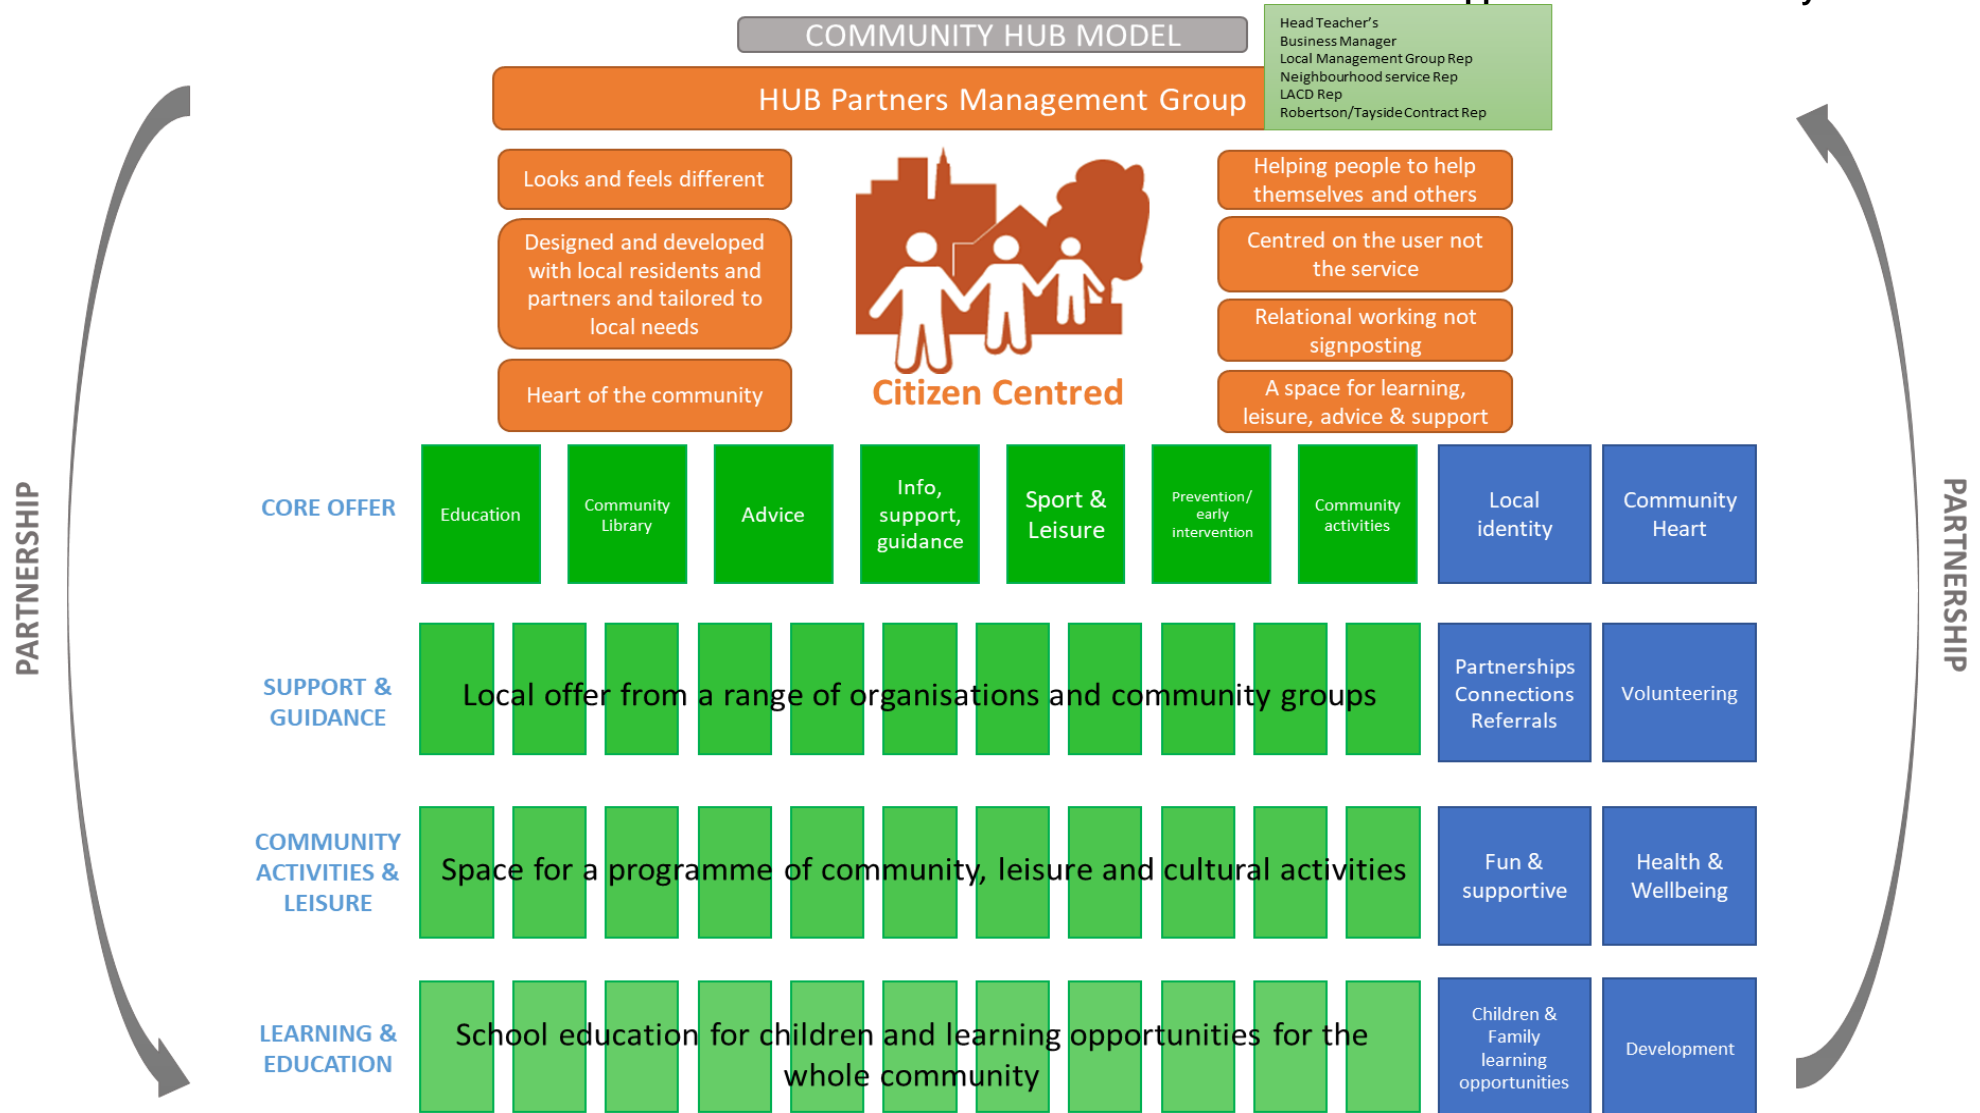 COMMUNITY HUB MODEL
Head Teacher's
Business Manager
Local Management Group Rep
Neighbourhood service Rep
LACD Rep
Robertson/Tayside Contract Rep
HUB Partners Management Group
Looks and feels different
Designed and developed
with local residents and
partners and tailored to
local needs
Heart of the community
Citizen Centred
Helping people to help
themselves and others
Centred on the user not
the service
Relational working not
signposting
A space for learning,
leisure, advice & support
PARTNERSHIP
PARTNERSHIP
CORE OFFER
Education
Community
Library
Advice
Info,
support,
guidance
Sport &
Leisure
Prevention/
early
intervention
Community
activities
Local
identity
Community
Heart
SUPPORT &
GUIDANCE
Local offer from a range of organisations and community groups
Partnerships
Connections
Referrals
Volunteering
COMMUNITY
ACTIVITIES &
LEISURE
Space for a programme of community, leisure and cultural activities
Fun &
supportive
Health &
Wellbeing
LEARNING &
EDUCATION
School education for children and learning opportunities for the
whole community
Children &
Family
learning
opportunities
Development